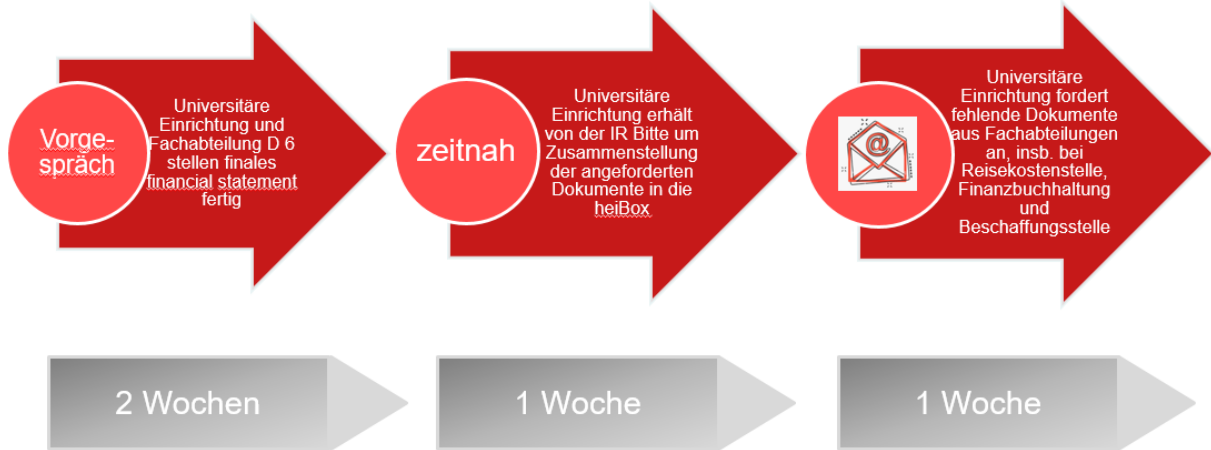 Vorge-
spräch
Universitäre
Einrichtung und
Fachabteilung D 6
stellen finales
financial statement
fertig
zeitnah
Universitäre
Einrichtung erhält
von der IR Bitte um
Zusammenstellung
der angeforderten
Dokumente in die
heiBox
@
Universitäre
Einrichtung fordert
fehlende Dokumente
aus Fachabteilungen
an, insb. bei
Reisekostenstelle,
Finanzbuchhaltung
und
Beschaffungsstelle
2 Wochen
1 Woche
1 Woche